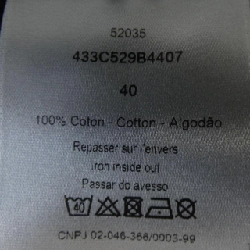 52035
433C529B4407
40
100% Coton - Cotton - Algodão
Repasser sur l'envers
Iron inside out
Passar do avesso
CNPJ 02-046-366/0003-99